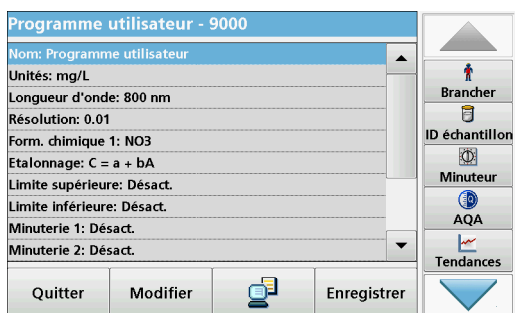 Programme utilisateur - 9000
Nom: Programme utilisateur
Unités: mg/L
Longueur d'onde: 800 nm
Résolution: 0.01
Form. chimique 1: NO3
Etalonnage: C = a + bA
Limite supérieure: Désact.
Limite inférieure: Désact.
Minuterie 1: Désact.
Minuterie 2: Désact.
Quitter
Modifier
Enregistrer
Brancher
ID échantillon
Minuteur
AQA
Tendances